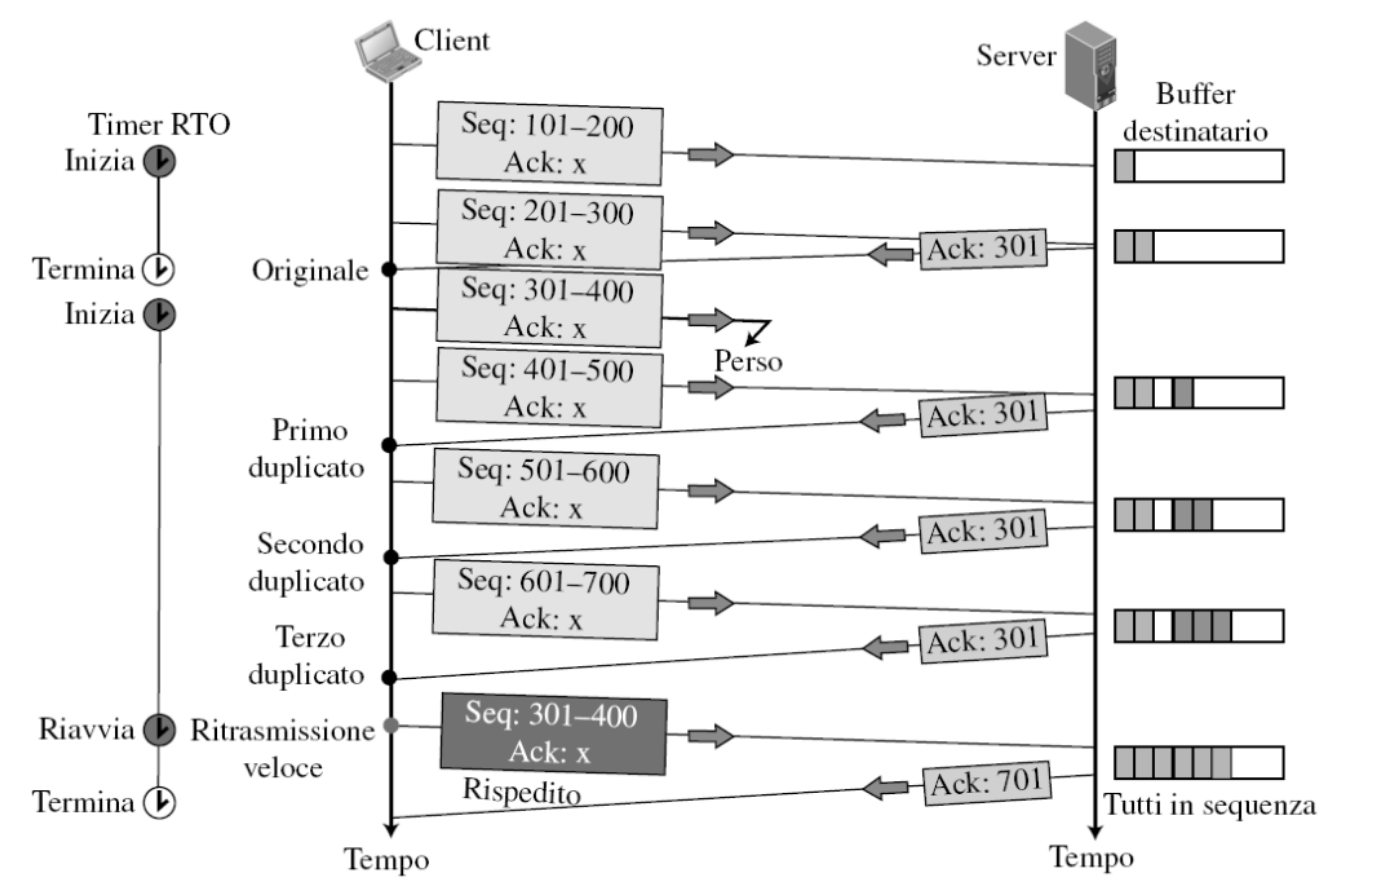 Client
Server
Buffer
destinatario
Timer RTO
Inizia
Seq: 101–200
Ack: x
Seq: 201–300
Ack: x
Ack: 301
Termina
Originale
Inizia
Seq: 301–400
Ack: x
Perso
Seq: 401–500
Ack: x
Ack: 301
Primo
duplicato
Seq: 501–600
Ack: x
Ack: 301
Secondo
duplicato
Seq: 601–700
Ack: x
Ack: 301
Terzo
duplicato
Riavvia
Ritrasmissione
veloce
Seq: 301–400
Ack: x
Rispedito
Ack: 701
Termina
Tutti in sequenza
Tempo
Tempo